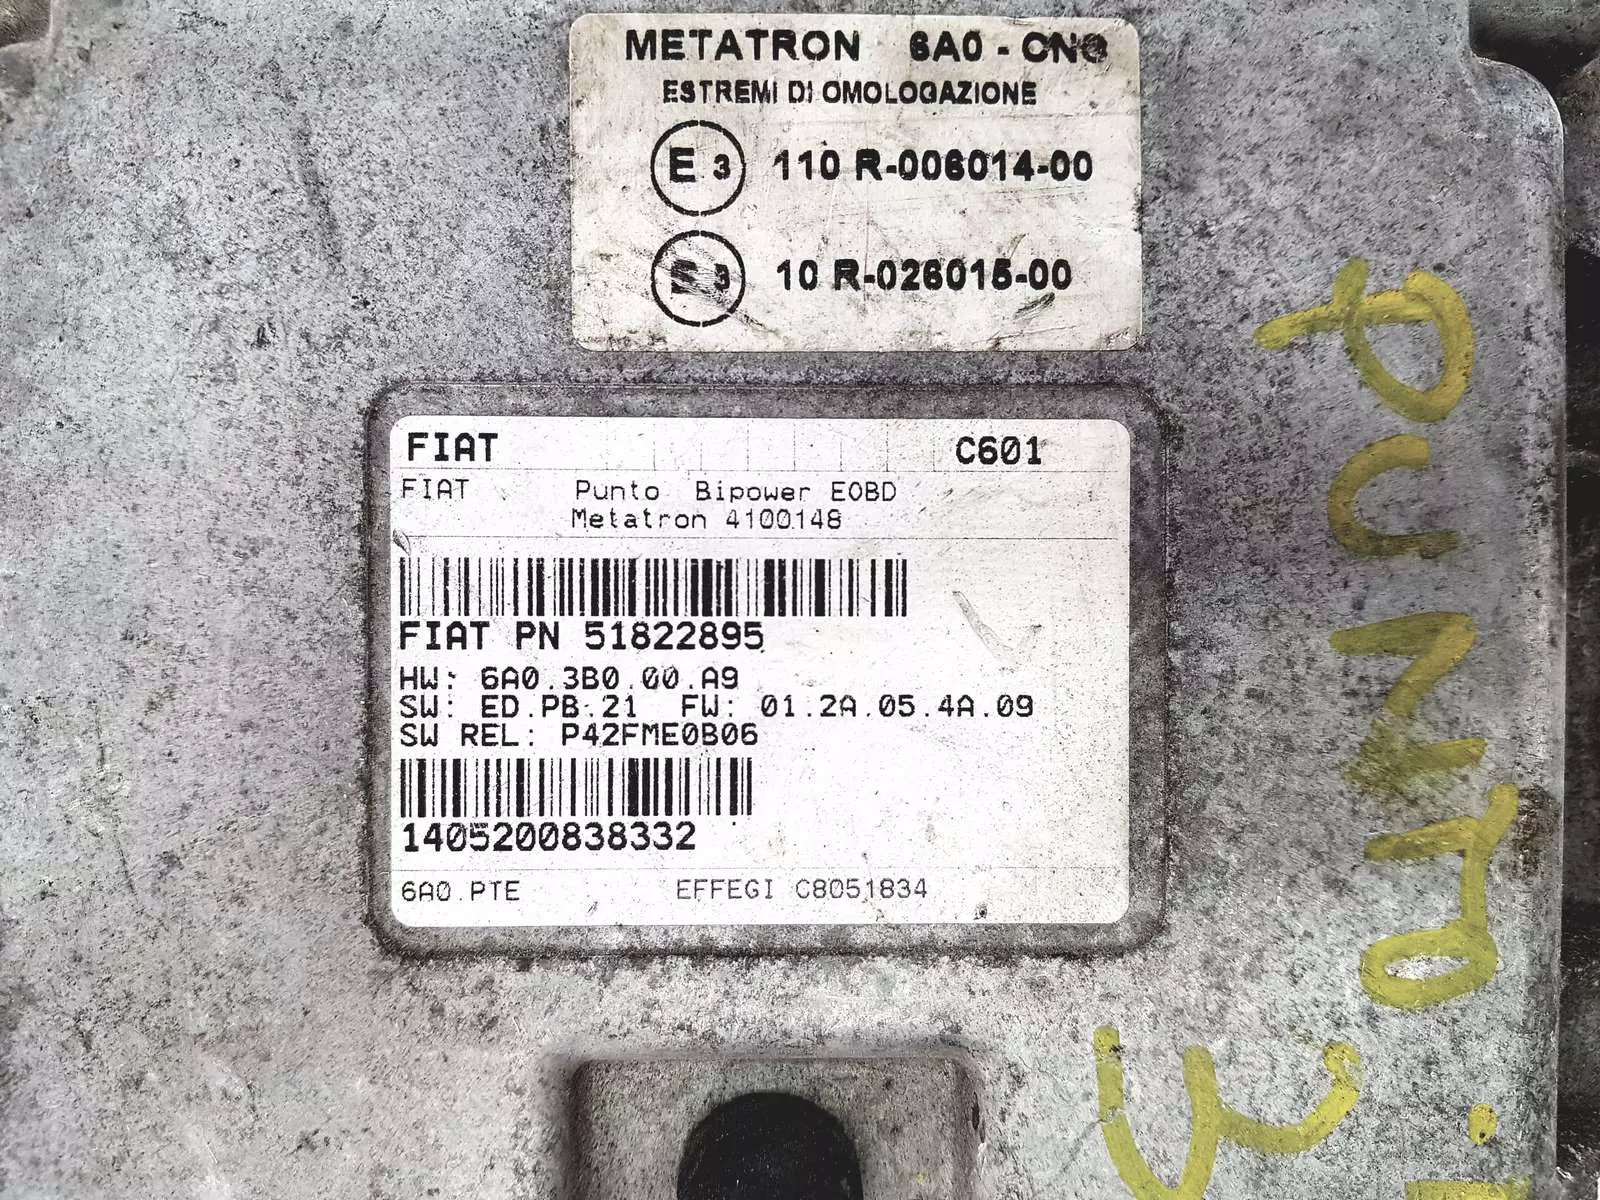 METATRON 6A0 - CNG
ESTREMI DI OMOLOGAZIONE
E 3 110 R-006014-00
E 3 10 R-026015-00
FIAT C601
FIAT Punto Bipower EOBD
Metatron 4100148
FIAT PN 51822895
HW: 6A0.3B0.00.A9
SW: ED.PB.21 FW: 01.2A.05.4A.09
SW REL: P42FME0B06
1405200838332
6A0.PTE EFFEGI C8051834
PUNTO